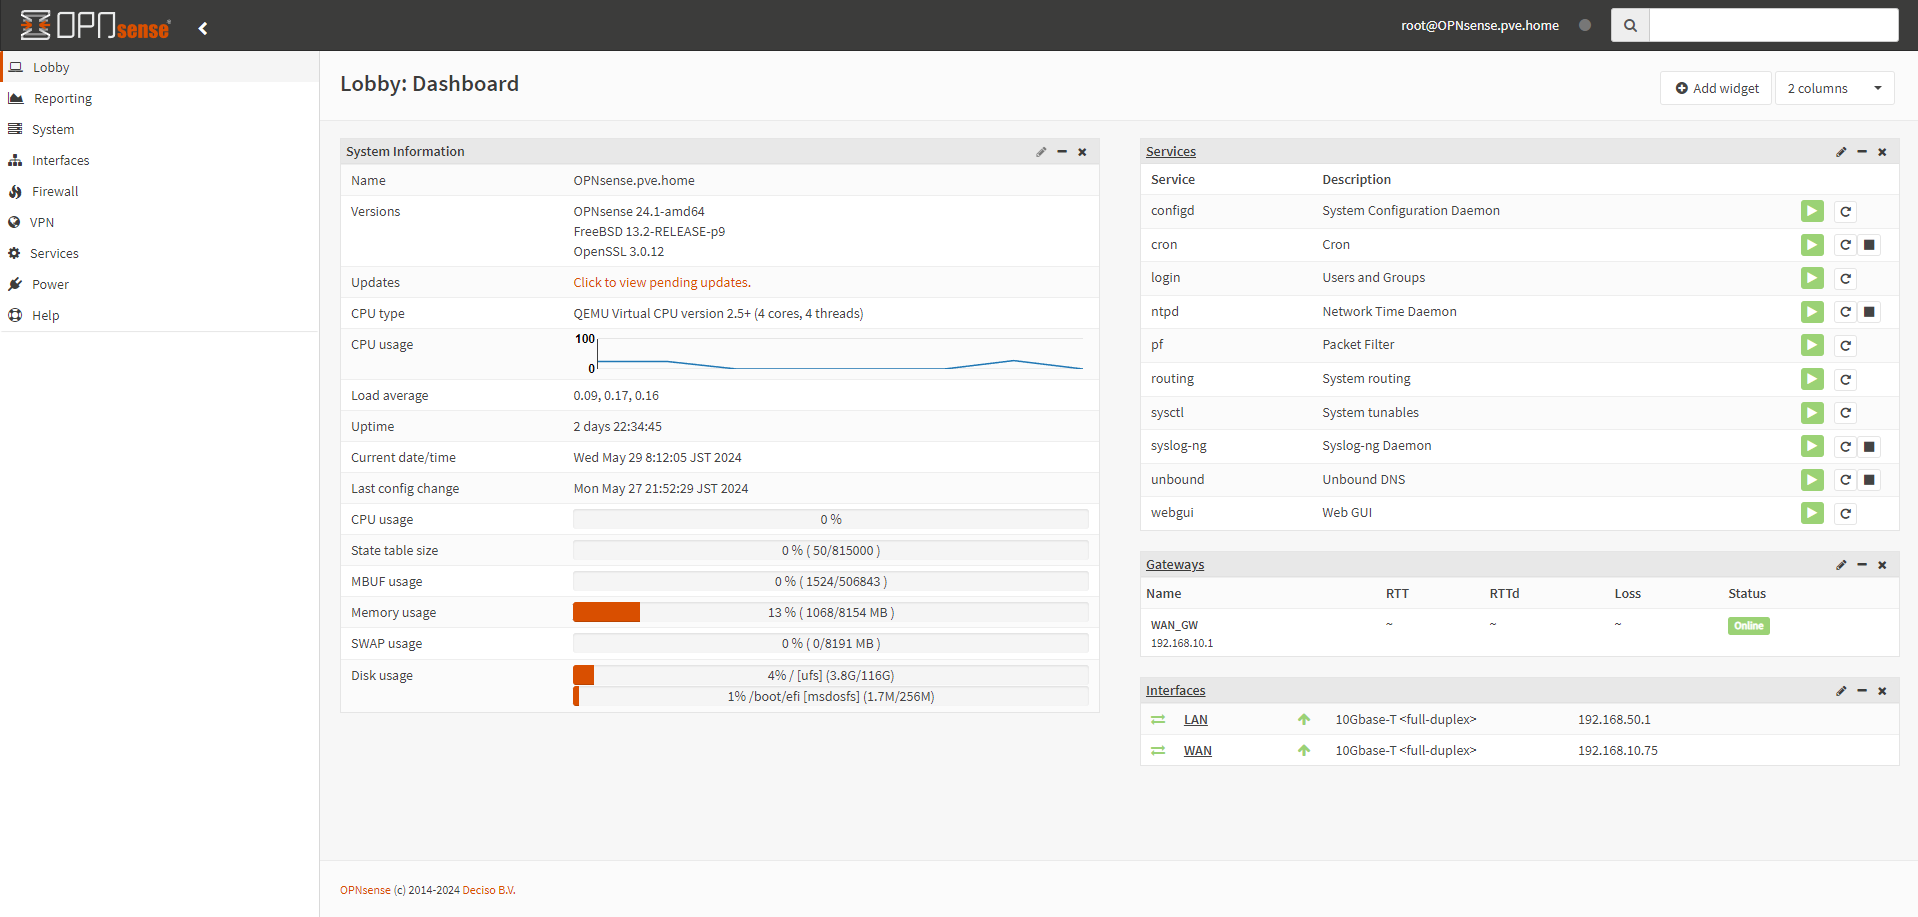 OPNsense
root@OPNsense.pve.home
Lobby
Reporting
System
Interfaces
Firewall
VPN
Services
Power
Help
Lobby: Dashboard
Add widget
2 columns
System Information
Name OPNsense.pve.home
Versions OPNsense 24.1-amd64
FreeBSD 13.2-RELEASE-p9
OpenSSL 3.0.12
Updates Click to view pending updates.
CPU type QEMU Virtual CPU version 2.5+ (4 cores, 4 threads)
CPU usage 100
0
Load average 0.09, 0.17, 0.16
Uptime 2 days 22:34:45
Current date/time Wed May 29 8:12:05 JST 2024
Last config change Mon May 27 21:52:29 JST 2024
CPU usage 0 %
State table size 0 % ( 50/815000 )
MBUF usage 0 % ( 1524/506843 )
Memory usage 13 % ( 1068/8154 MB )
SWAP usage 0 % ( 0/8191 MB )
Disk usage 4% / [ufs] (3.8G/116G)
1% /boot/efi [msdosfs] (1.7M/256M)
Services
Service Description
configd System Configuration Daemon
cron Cron
login Users and Groups
ntpd Network Time Daemon
pf Packet Filter
routing System routing
sysctl System tunables
syslog-ng Syslog-ng Daemon
unbound Unbound DNS
webgui Web GUI
Gateways
Name RTT RTTd Loss Status
WAN_GW ~ ~ ~ Online
192.168.10.1
Interfaces
LAN 10Gbase-T <full-duplex> 192.168.50.1
WAN 10Gbase-T <full-duplex> 192.168.10.75
OPNsense (c) 2014-2024 Deciso B.V.